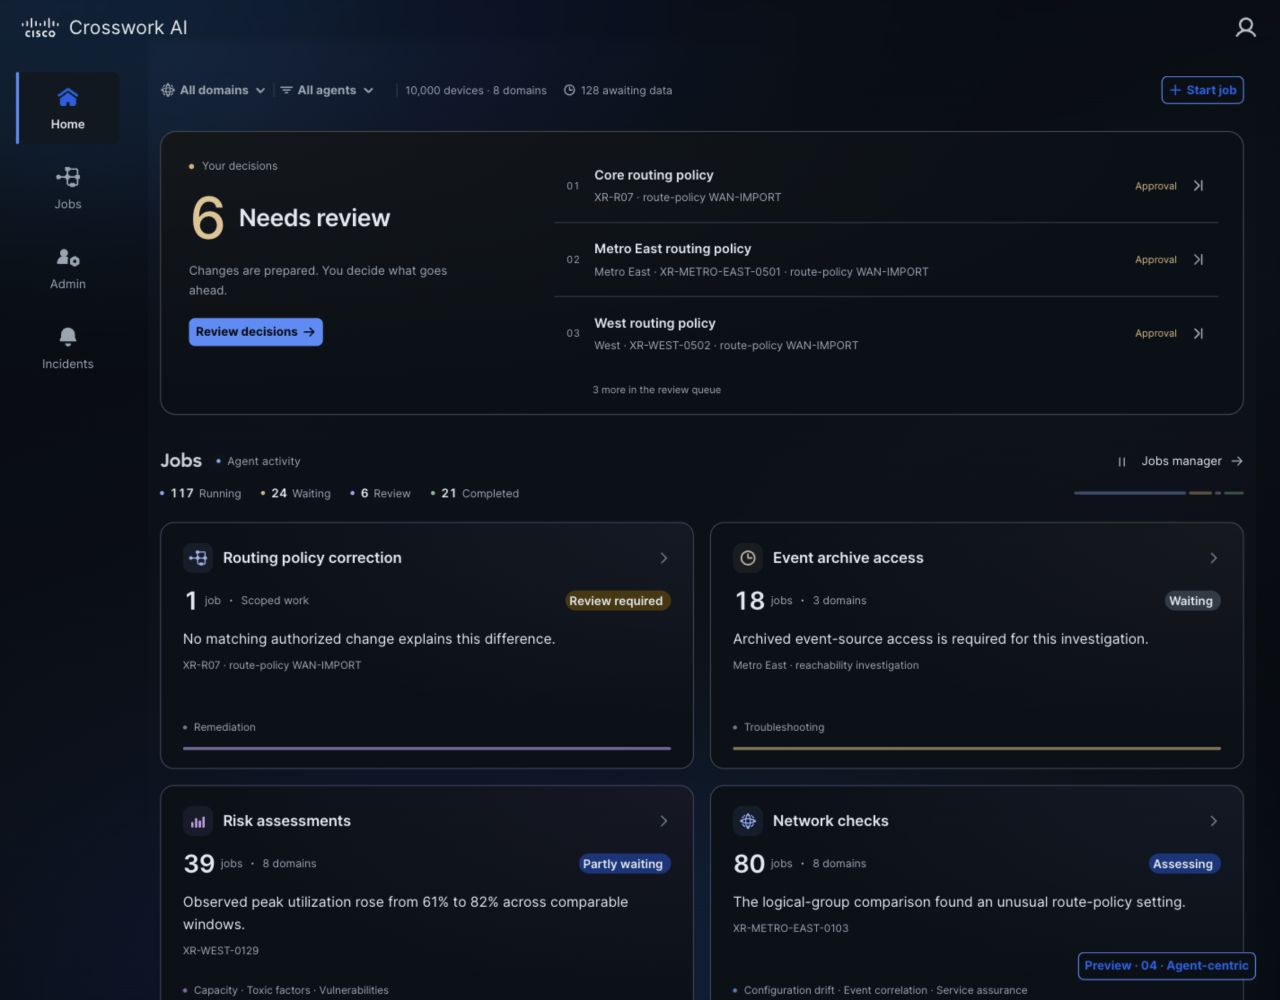 CISCO Crosswork AI
Home
Jobs
Admin
Incidents
All domains All agents 10,000 devices · 8 domains 128 awaiting data + Start job
Your decisions
6 Needs review
Changes are prepared. You decide what goes
ahead.
Review decisions →
01 Core routing policy
XR-R07 · route-policy WAN-IMPORT
Approval
02 Metro East routing policy
Metro East · XR-METRO-EAST-0501 · route-policy WAN-IMPORT
Approval
03 West routing policy
West · XR-WEST-0502 · route-policy WAN-IMPORT
Approval
3 more in the review queue
Jobs • Agent activity
Jobs manager →
117 Running 24 Waiting 6 Review 21 Completed
Routing policy correction
1 job · Scoped work Review required
No matching authorized change explains this difference.
XR-R07 · route-policy WAN-IMPORT
Remediation
Event archive access
18 jobs · 3 domains Waiting
Archived event-source access is required for this investigation.
Metro East · reachability investigation
Troubleshooting
Risk assessments
39 jobs · 8 domains Partly waiting
Observed peak utilization rose from 61% to 82% across comparable
windows.
XR-WEST-0129
Capacity · Toxic factors · Vulnerabilities
Network checks
80 jobs · 8 domains Assessing
The logical-group comparison found an unusual route-policy setting.
XR-METRO-EAST-0103
Configuration drift · Event correlation · Service assurance
Preview · 04 · Agent-centric